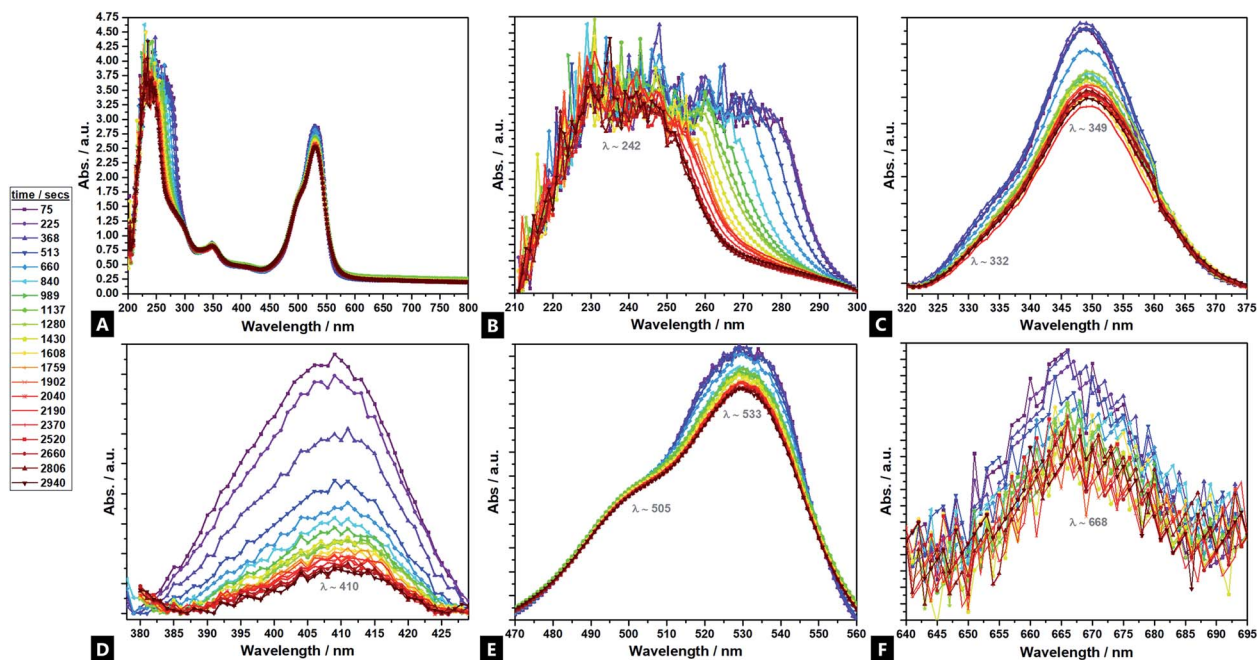 time / secs
75
225
368
513
660
840
989
1137
1280
1430
1608
1759
1902
2040
2190
2370
2520
2660
2806
2940
Abs. / a.u.
4.75
4.50
4.25
4.00
3.75
3.50
3.25
3.00
2.75
2.50
2.25
2.00
1.75
1.50
1.25
1.00
0.75
0.50
0.25
0.00
200 250 300 350 400 450 500 550 600 650 700 750 800
Wavelength / nm
A
Abs. / a.u.
λ ~ 242
210 220 230 240 250 260 270 280 290 300
Wavelength / nm
B
Abs. / a.u.
λ ~ 349
λ ~ 332
320 325 330 335 340 345 350 355 360 365 370 375
Wavelength / nm
C
Abs. / a.u.
λ ~ 410
380 385 390 395 400 405 410 415 420 425
Wavelength / nm
D
Abs. / a.u.
λ ~ 533
λ ~ 505
470 480 490 500 510 520 530 540 550 560
Wavelength / nm
E
Abs. / a.u.
λ ~ 668
640 645 650 655 660 665 670 675 680 685 690 695
Wavelength / nm
F